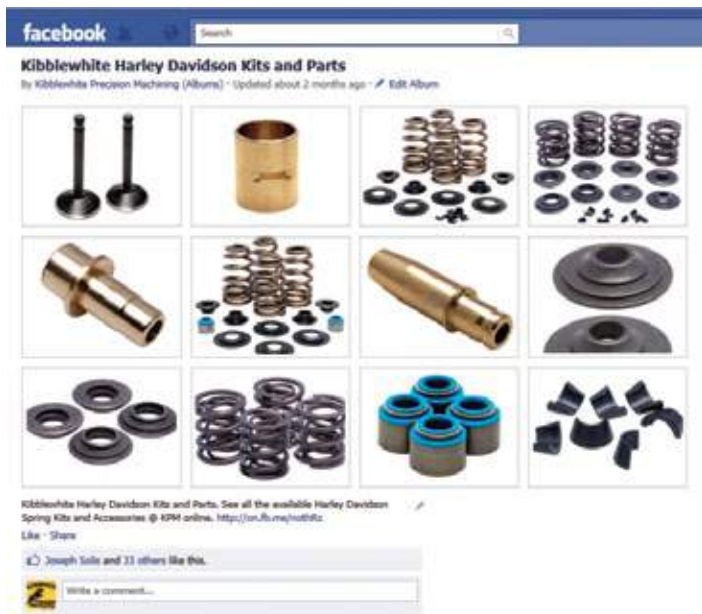 facebook
Search
Kibblewhite Harley Davidson Kits and Parts
By Kibblewhite Precision Machining (Albums) · Updated about 2 months ago · Edit Album
Kibblewhite Harley Davidson Kits and Parts. See all the available Harley Davidson
Spring Kits and Accessories @ KPM online.
Like · Share
Joseph Solis and 33 others like this.
Write a comment...